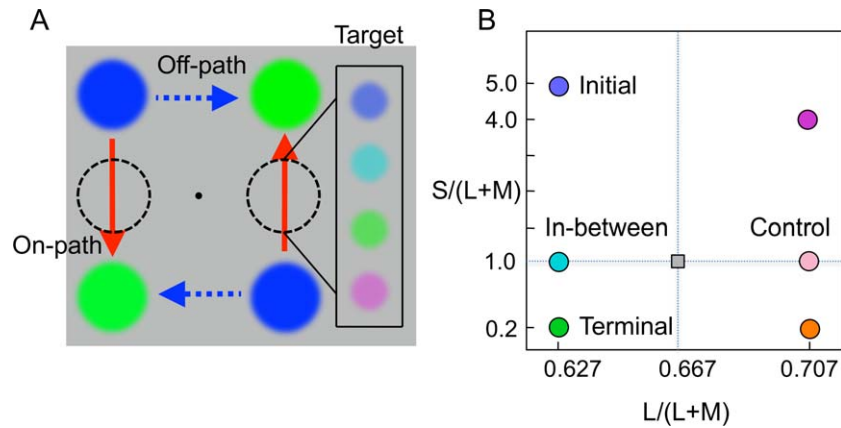 A
Target
Off-path
On-path
B
5.0
Initial
4.0
S/(L+M)
In-between
Control
1.0
0.2
Terminal
0.627
0.667
0.707
L/(L+M)